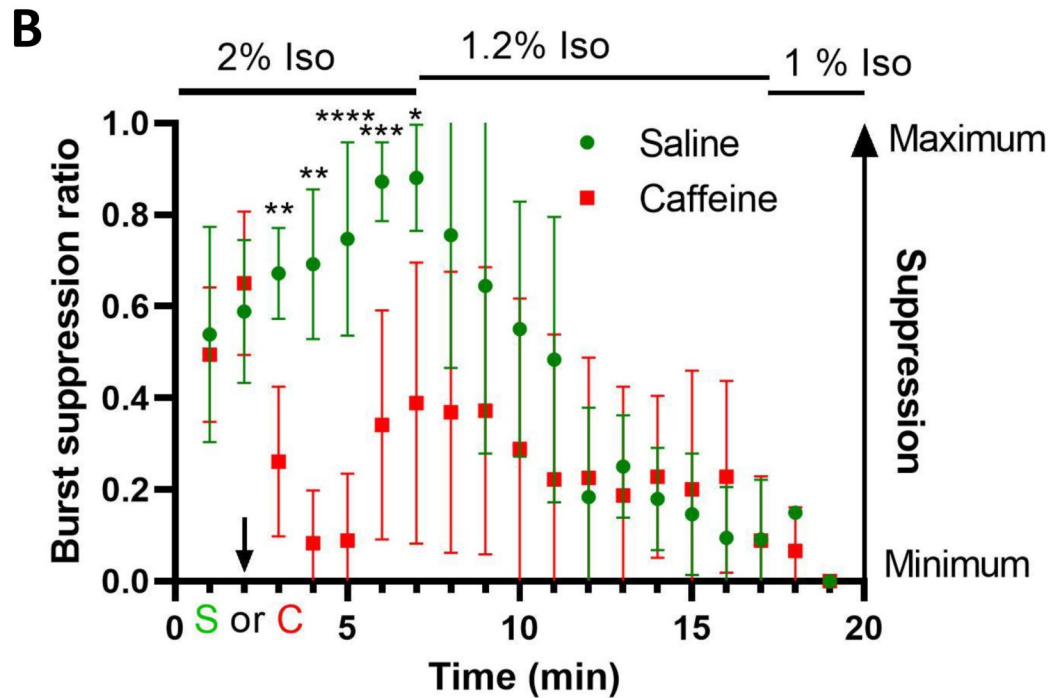 B
2% Iso
1.2% Iso
1 % Iso
**
**
****
***
*
Saline
Caffeine
Maximum
Suppression
Minimum
Burst suppression ratio
1.0
0.8
0.6
0.4
0.2
0.0
S or C
0
5
10
15
20
Time (min)